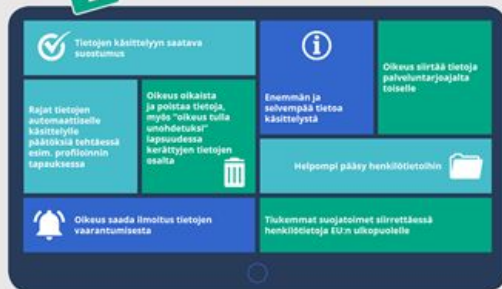 Tietojen käsittelyyn saatava
suostumus
Rajat tietojen
automaattiselle
käsittelylle
päätöksiä tehtäessä
esim. profiloinnin
tapauksessa
Oikeus oikaista
ja poistaa tietoja,
myös "oikeus tulla
unohdetuksi"
lapsuudessa
kerättyjen tietojen
osalta
Enemmän ja
selvempää tietoa
käsittelystä
Oikeus siirtää tietoja
palveluntarjoajalta
toiselle
Helpompi pääsy henkilötietoihin
Oikeus saada ilmoitus tietojen
vaarantumisesta
Tiukemmat suojatoimet siirrettäessä
henkilötietoja EU:n ulkopuolelle